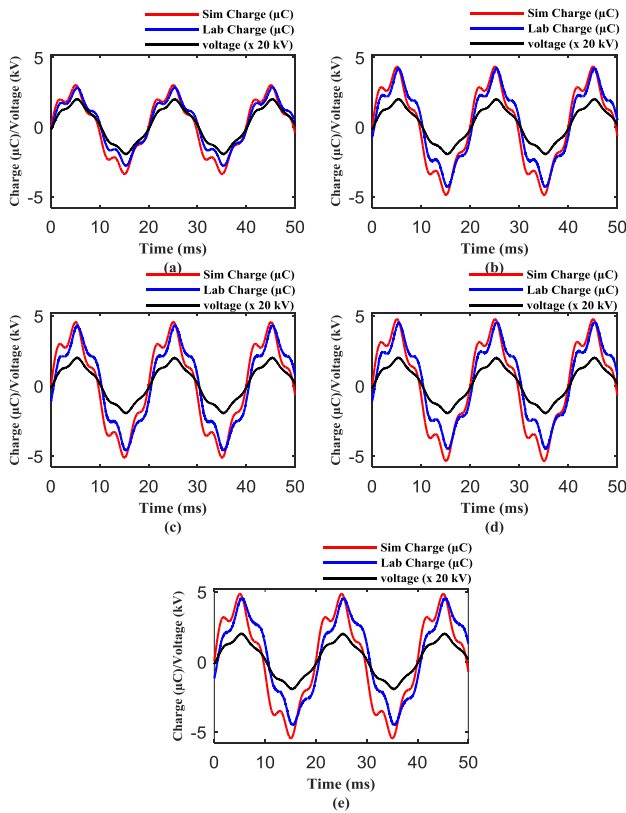 Sim Charge (µC)
Lab Charge (µC)
voltage (x 20 kV)
Charge (µC)/Voltage (kV)
5
0
-5
0 10 20 30 40 50
Time (ms)
(a)
Sim Charge (µC)
Lab Charge (µC)
voltage (x 20 kV)
Charge (µC)/Voltage (kV)
5
0
-5
0 10 20 30 40 50
Time (ms)
(b)
Sim Charge (µC)
Lab Charge (µC)
voltage (x 20 kV)
Charge (µC)/Voltage (kV)
5
0
-5
0 10 20 30 40 50
Time (ms)
(c)
Sim Charge (µC)
Lab Charge (µC)
voltage (x 20 kV)
Charge (µC)/Voltage (kV)
5
0
-5
0 10 20 30 40 50
Time (ms)
(d)
Sim Charge (µC)
Lab Charge (µC)
voltage (x 20 kV)
Charge (µC)/Voltage (kV)
5
0
-5
0 10 20 30 40 50
Time (ms)
(e)